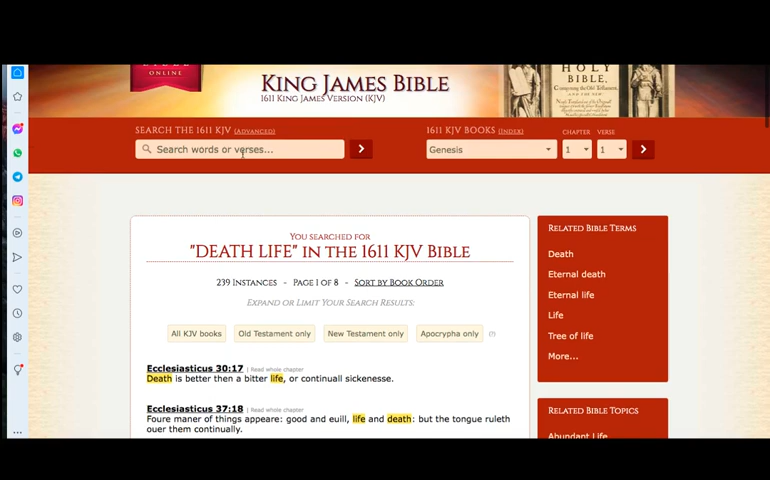 ONLINE
KING JAMES BIBLE
1611 KING JAMES VERSION (KJV)
HOLY
BIBLE,
SEARCH THE 1611 KJV (ADVANCED)
Search words or verses...
1611 KJV BOOKS (INDEX)
CHAPTER
VERSE
Genesis
1
1
YOU SEARCHED FOR
"DEATH LIFE" IN THE 1611 KJV BIBLE
239 INSTANCES - PAGE 1 OF 8 - SORT BY BOOK ORDER
EXPAND OR LIMIT YOUR SEARCH RESULTS:
All KJV books
Old Testament only
New Testament only
Apocrypha only
(?)
Ecclesiasticus 30:17 | Read whole chapter
Death is better then a bitter life, or continuall sickenesse.
Ecclesiasticus 37:18 | Read whole chapter
Foure maner of things appeare: good and euill, life and death: but the tongue ruleth
ouer them continually.
RELATED BIBLE TERMS
Death
Eternal death
Eternal life
Life
Tree of life
More...
RELATED BIBLE TOPICS
Abundant Life